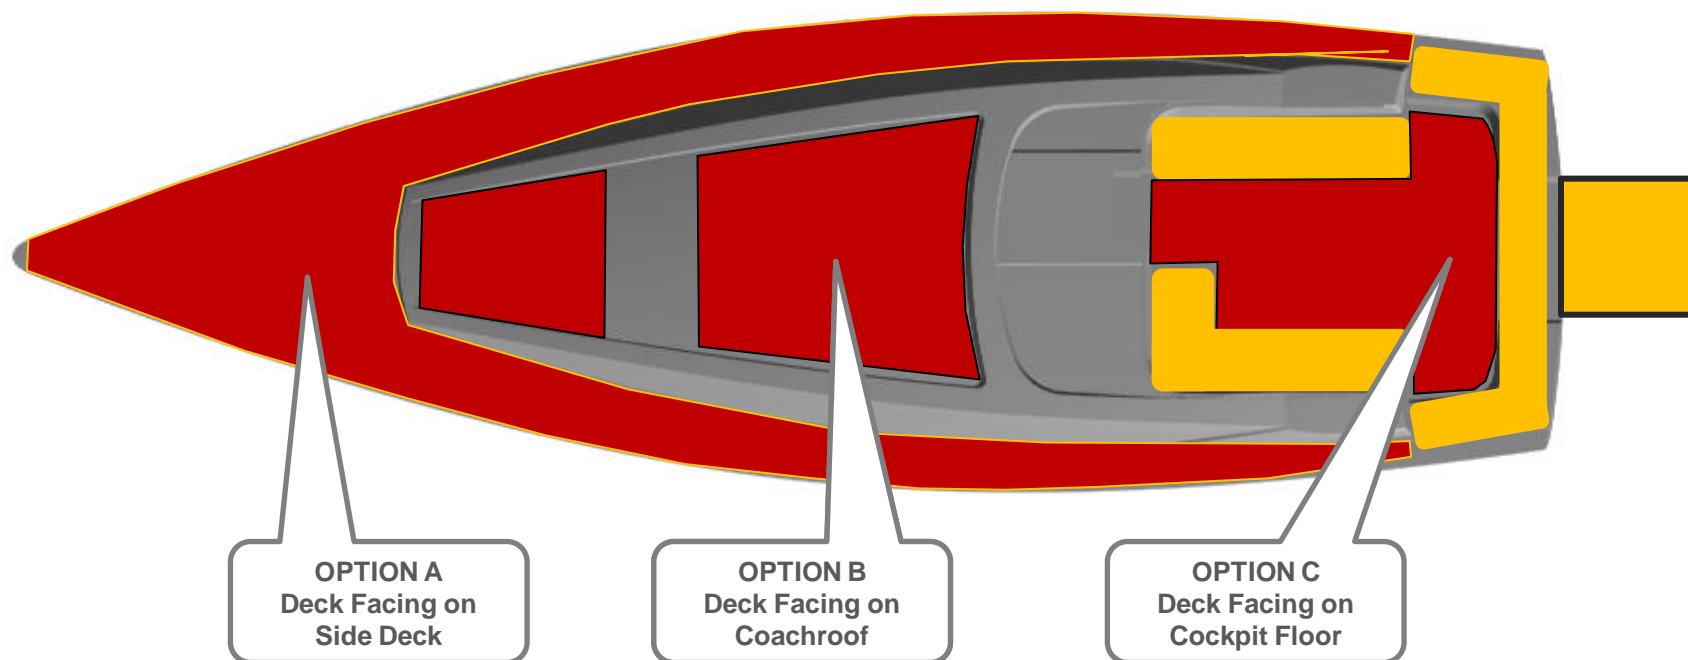 OPTION A
Deck Facing on
Side Deck
OPTION B
Deck Facing on
Coachroof
OPTION C
Deck Facing on
Cockpit Floor